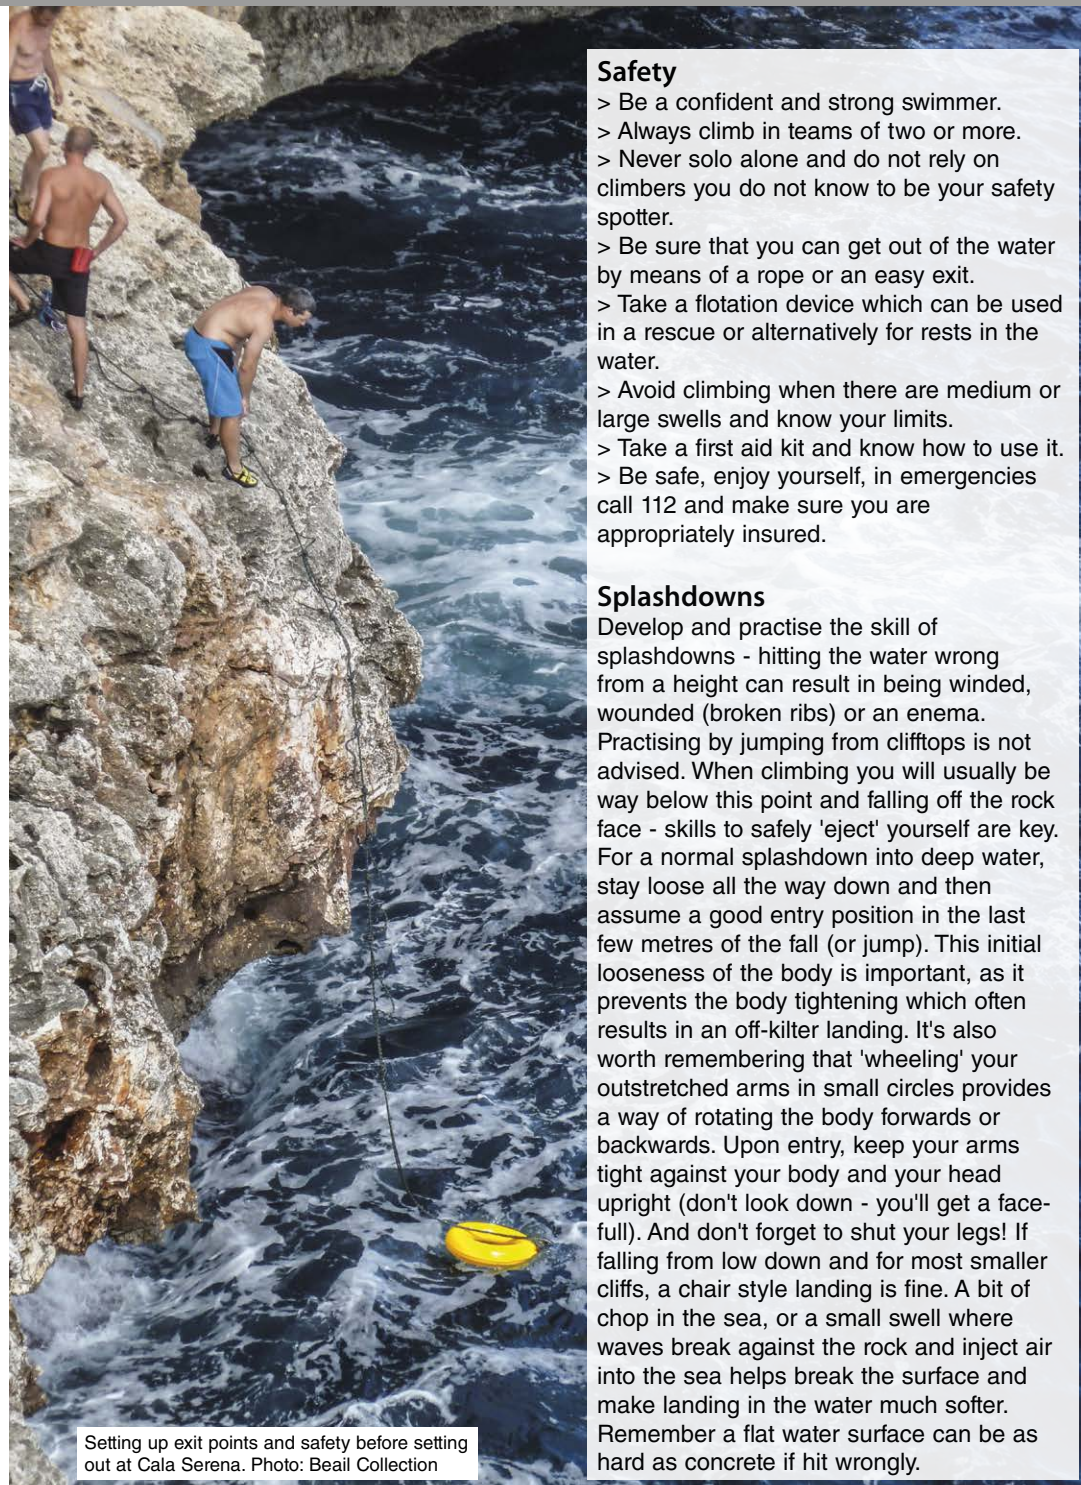 Safety
> Be a confident and strong swimmer.
> Always climb in teams of two or more.
> Never solo alone and do not rely on
climbers you do not know to be your safety
spotter.
> Be sure that you can get out of the water
by means of a rope or an easy exit.
> Take a flotation device which can be used
in a rescue or alternatively for rests in the
water.
> Avoid climbing when there are medium or
large swells and know your limits.
> Take a first aid kit and know how to use it.
> Be safe, enjoy yourself, in emergencies
call 112 and make sure you are
appropriately insured.
Splashdowns
Develop and practise the skill of
splashdowns - hitting the water wrong
from a height can result in being winded,
wounded (broken ribs) or an enema.
Practising by jumping from clifftops is not
advised. When climbing you will usually be
way below this point and falling off the rock
face - skills to safely 'eject' yourself are key.
For a normal splashdown into deep water,
stay loose all the way down and then
assume a good entry position in the last
few metres of the fall (or jump). This initial
looseness of the body is important, as it
prevents the body tightening which often
results in an off-kilter landing. It's also
worth remembering that 'wheeling' your
outstretched arms in small circles provides
a way of rotating the body forwards or
backwards. Upon entry, keep your arms
tight against your body and your head
upright (don't look down - you'll get a face-
full). And don't forget to shut your legs! If
falling from low down and for most smaller
cliffs, a chair style landing is fine. A bit of
chop in the sea, or a small swell where
waves break against the rock and inject air
into the sea helps break the surface and
make landing in the water much softer.
Remember a flat water surface can be as
hard as concrete if hit wrongly.
Setting up exit points and safety before setting
out at Cala Serena. Photo: Beail Collection